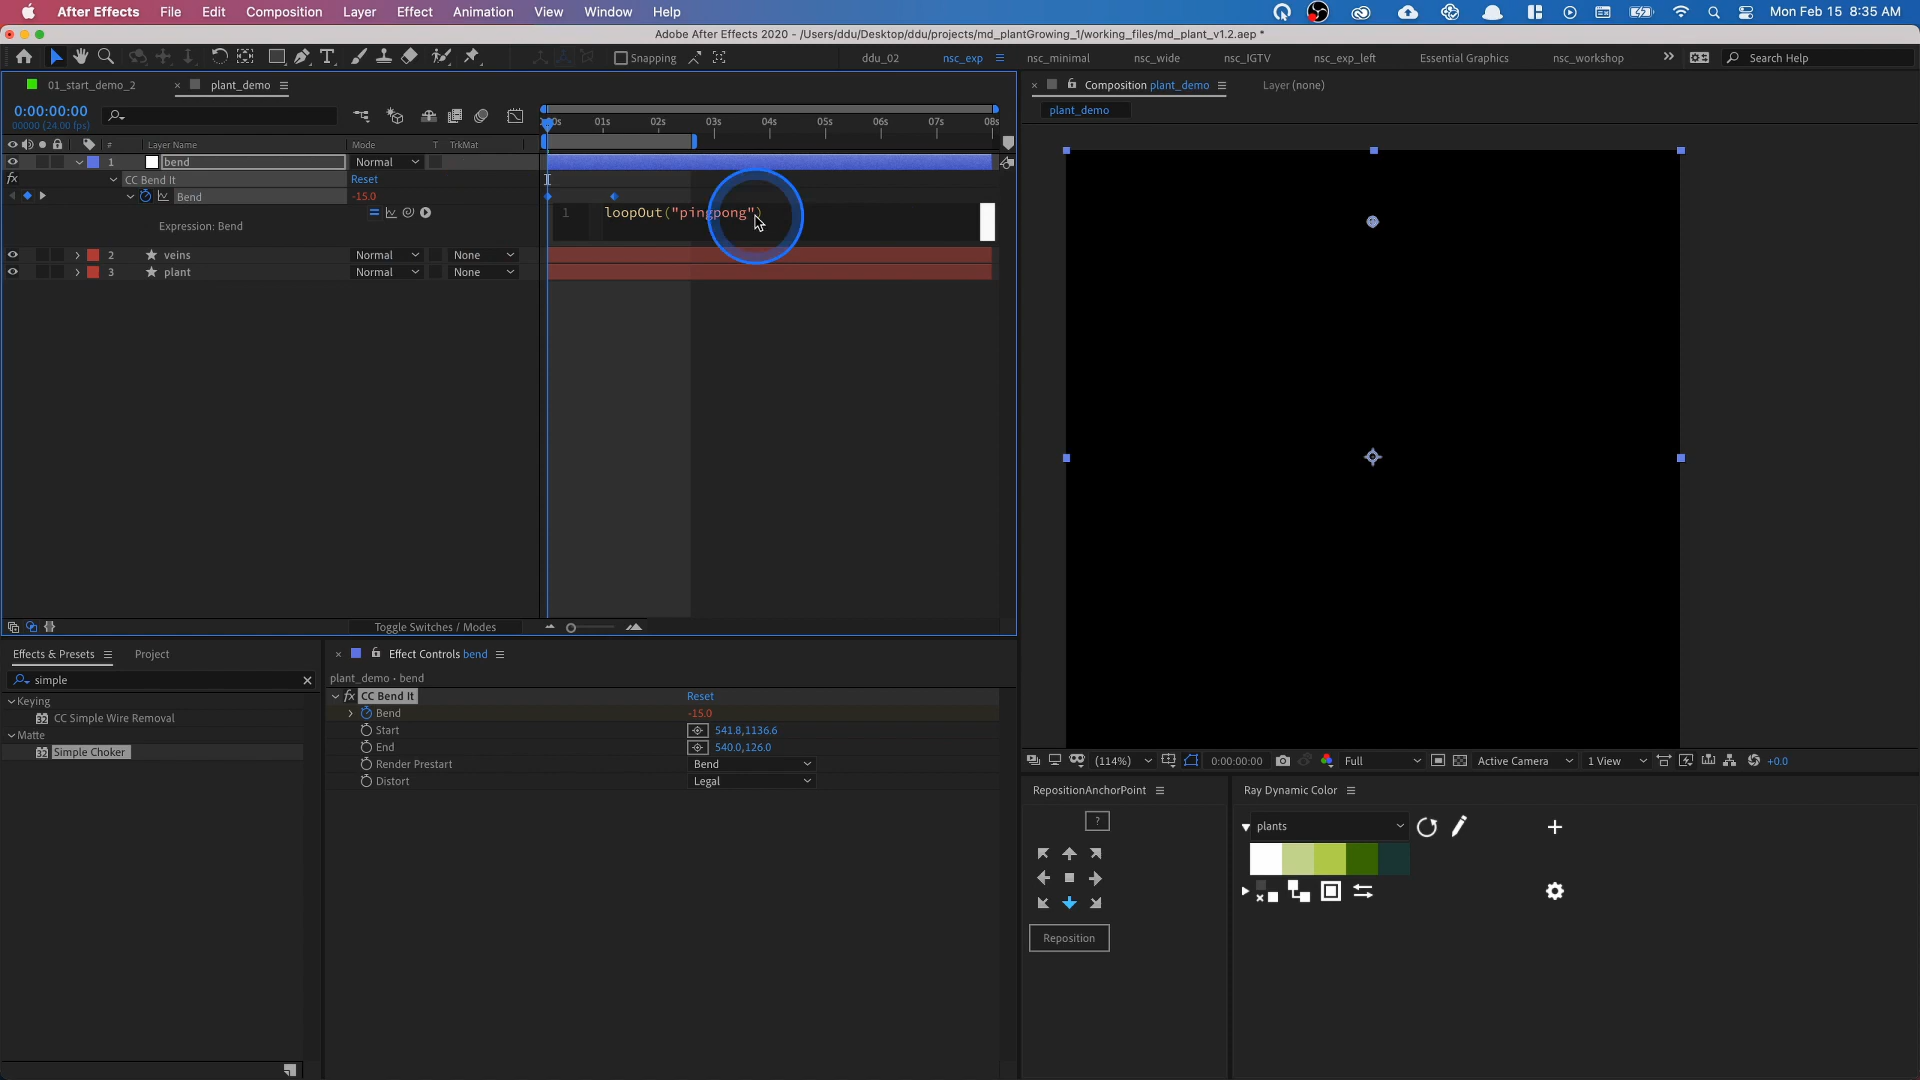 After Effects File Edit Composition Layer Effect Animation View Window Help Mon Feb 15 8:35 AM
Adobe After Effects 2020 - /Users/ddu/Desktop/ddu/projects/md_plantGrowing_1/working_files/md_plant_v1.2.aep *
Snapping ddu_02 nsc_exp nsc_minimal nsc_wide nsc_IGTV nsc_exp_left Essential Graphics nsc_workshop Search Help
01_start_demo_2 plant_demo
Composition plant_demo Layer (none)
0:00:00:00
00000 (24.00 fps)
plant_demo
01s 02s 03s 04s 05s 06s 07s 08s
# Layer Name Mode T TrkMat
1 bend Normal
fx CC Bend It Reset
Bend -15.0
1 loopOut("pingpong")
Expression: Bend
2 veins Normal None
3 plant Normal None
Toggle Switches / Modes
Effects & Presets Project
Effect Controls bend
simple
plant_demo • bend
Keying
fx CC Bend It Reset
32 CC Simple Wire Removal
Bend -15.0
Matte
Start 541.8,1136.6
32 Simple Choker
End 540.0,126.0
Render Prestart Bend
Distort Legal
(114%) 0:00:00:00 Full Active Camera 1 View +0.0
RepositionAnchorPoint
?
Reposition
Ray Dynamic Color
plants